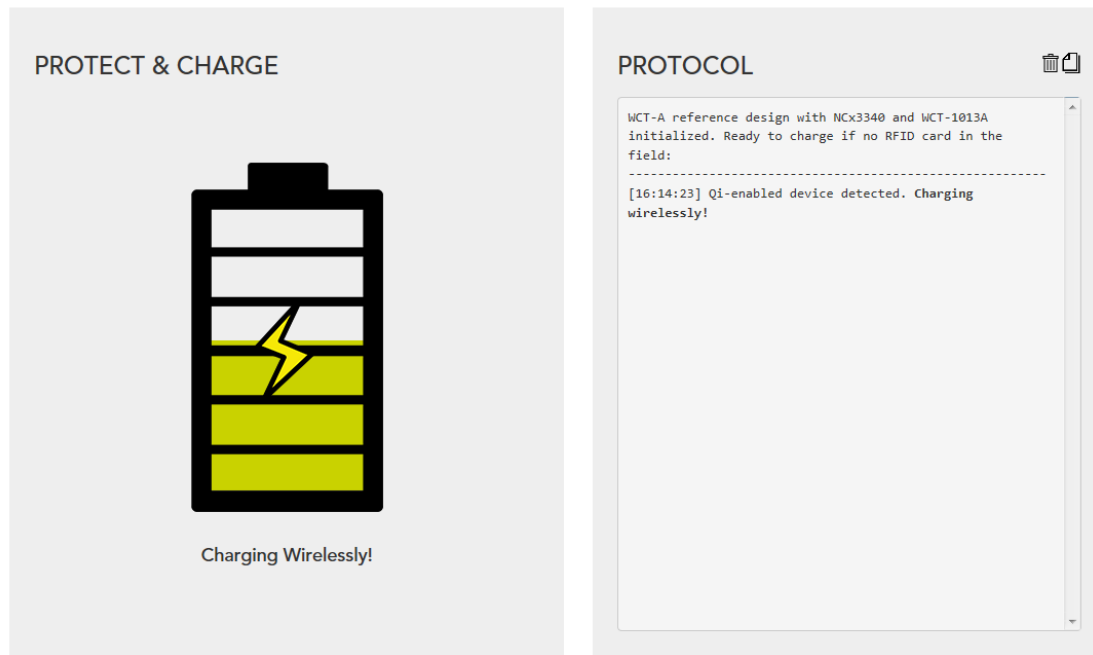 PROTECT & CHARGE
Charging Wirelessly!
PROTOCOL
WCT-A reference design with NCx3340 and WCT-1013A
initialized. Ready to charge if no RFID card in the
field:
-------------------------------------------------------
[16:14:23] Qi-enabled device detected. Charging
wirelessly!